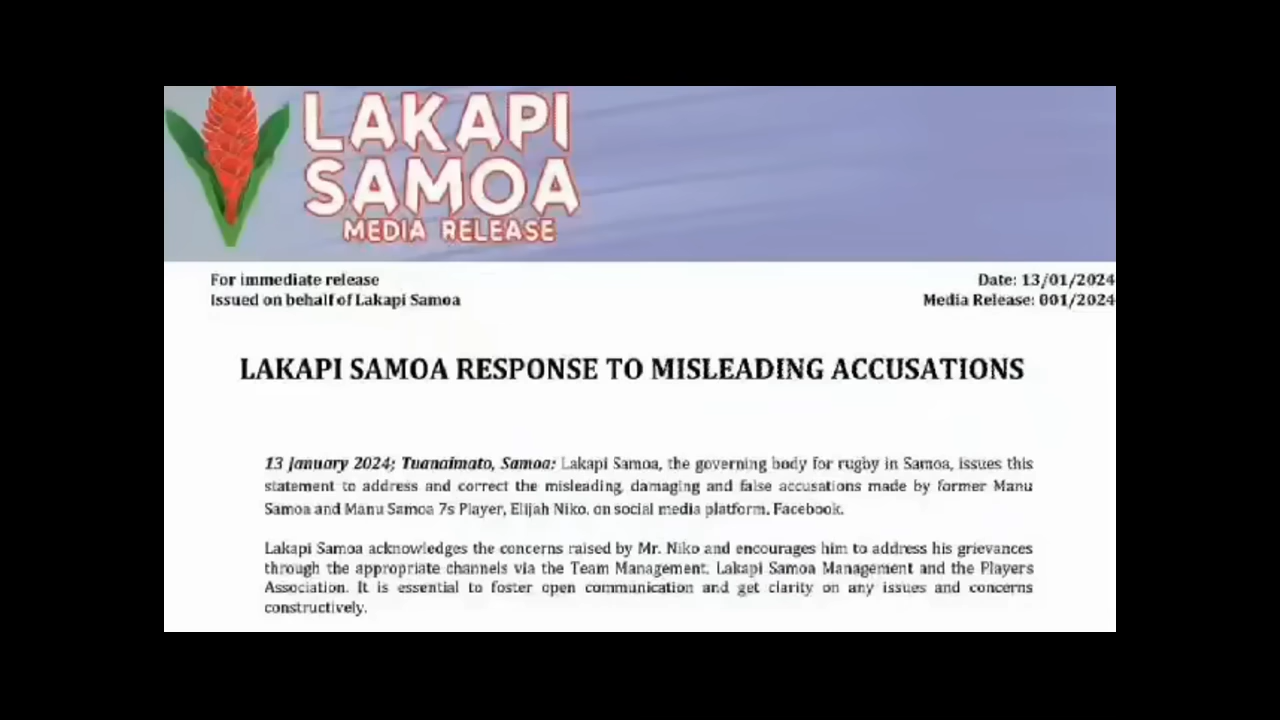 LAKAPI
SAMOA
MEDIA RELEASE
For immediate release
Issued on behalf of Lakapi Samoa
Date: 13/01/2024
Media Release: 001/2024
LAKAPI SAMOA RESPONSE TO MISLEADING ACCUSATIONS
13 January 2024; Tuanaimato, Samoa: Lakapi Samoa, the governing body for rugby in Samoa, issues this
statement to address and correct the misleading, damaging and false accusations made by former Manu
Samoa and Manu Samoa 7s Player, Elijah Niko, on social media platform, Facebook.
Lakapi Samoa acknowledges the concerns raised by Mr. Niko and encourages him to address his grievances
through the appropriate channels via the Team Management, Lakapi Samoa Management and the Players
Association. It is essential to foster open communication and get clarity on any issues and concerns
constructively.